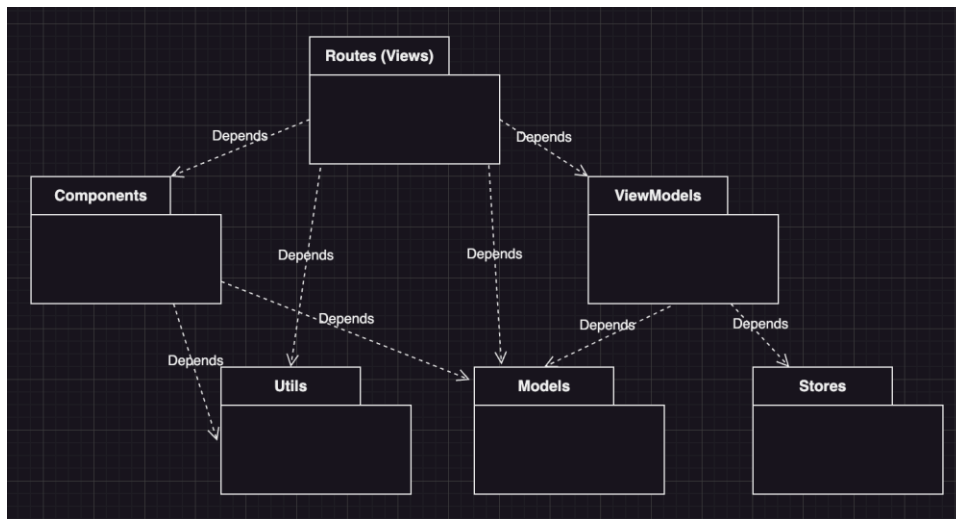 Routes (Views)
Depends
Depends
Components
ViewModels
Depends
Depends
Depends
Depends
Depends
Depends
Utils
Models
Stores